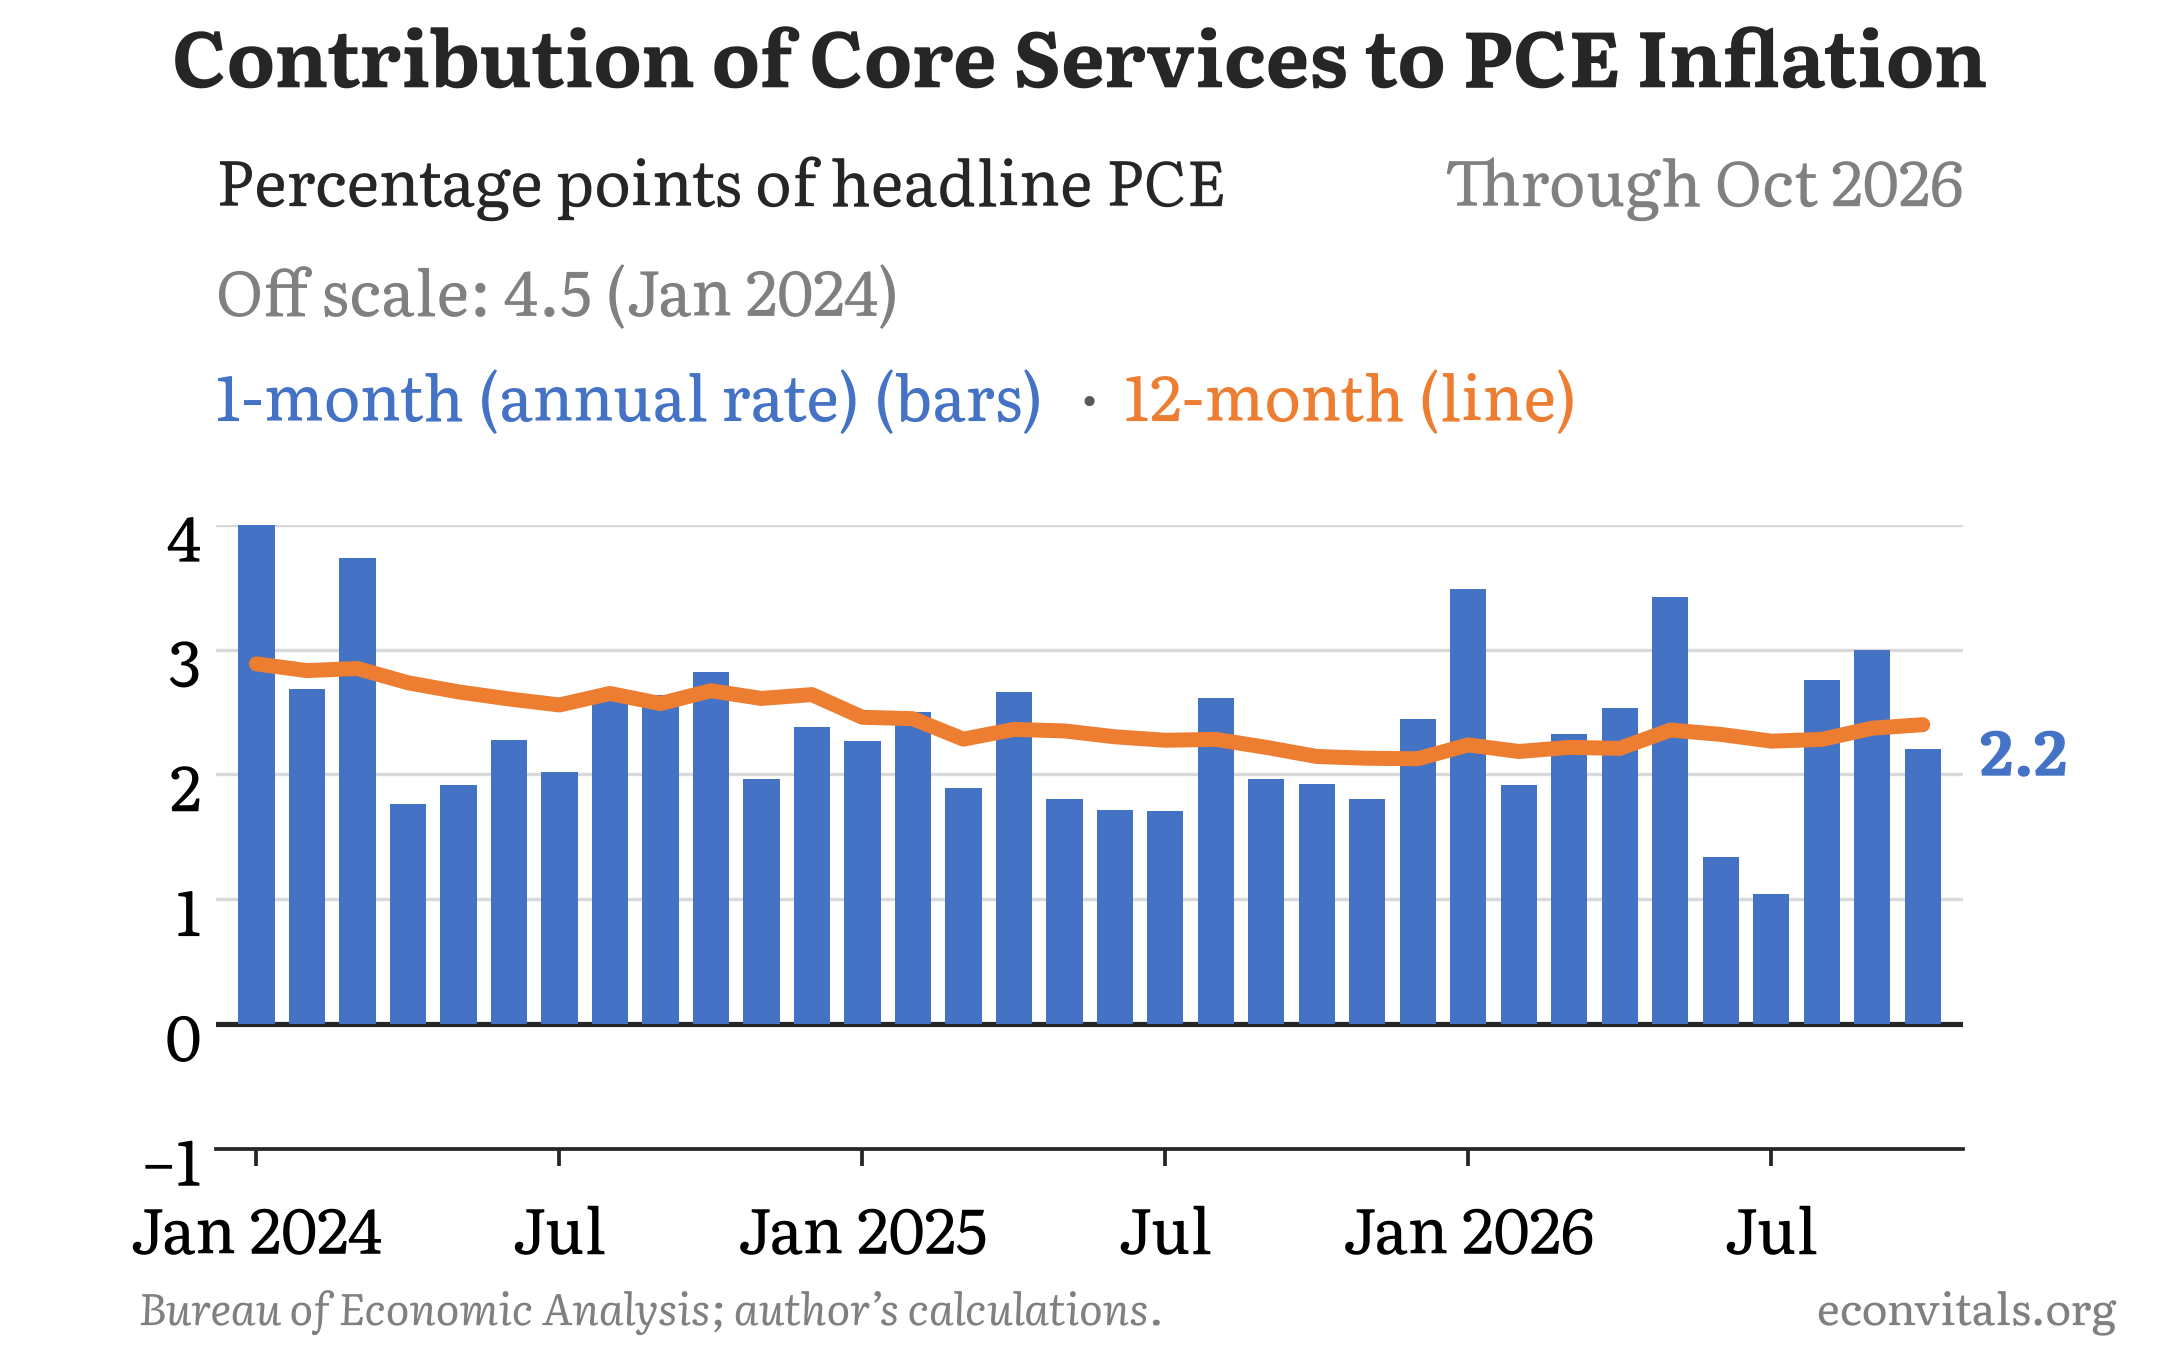 Contribution of Core Services to PCE Inflation
Percentage points of headline PCE Through Oct 2026
Off scale: 4.5 (Jan 2024)
1-month (annual rate) (bars) · 12-month (line)
4
3
2.2
2
1
0
−1
Jan 2024 Jul Jan 2025 Jul Jan 2026 Jul
Bureau of Economic Analysis; author’s calculations. econvitals.org